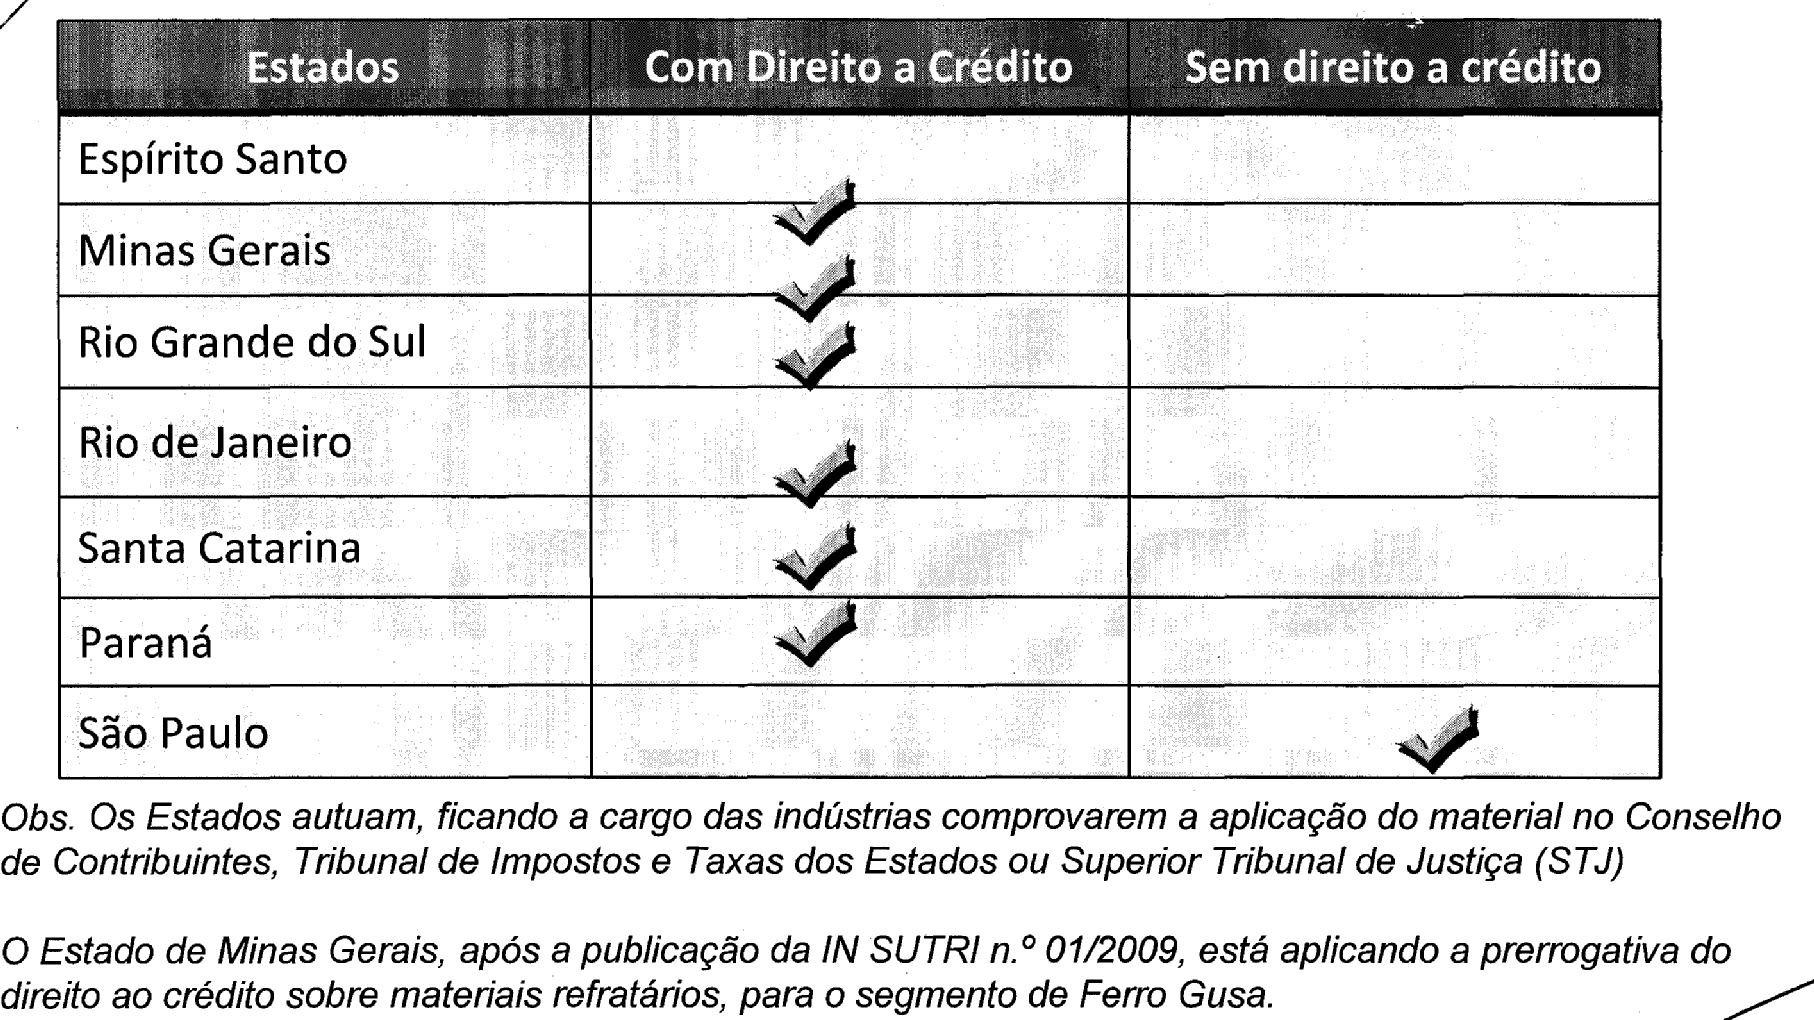 Estados Com Direito a Crédito Sem direito a crédito
Espírito Santo
Minas Gerais
Rio Grande do Sul
Rio de Janeiro
Santa Catarina
Paraná
São Paulo
Obs. Os Estados autuam, ficando a cargo das indústrias comprovarem a aplicação do material no Conselho
de Contribuintes, Tribunal de Impostos e Taxas dos Estados ou Superior Tribunal de Justiça (STJ)
O Estado de Minas Gerais, após a publicação da IN SUTRI n.º 01/2009, está aplicando a prerrogativa do
direito ao crédito sobre materiais refratários, para o segmento de Ferro Gusa.